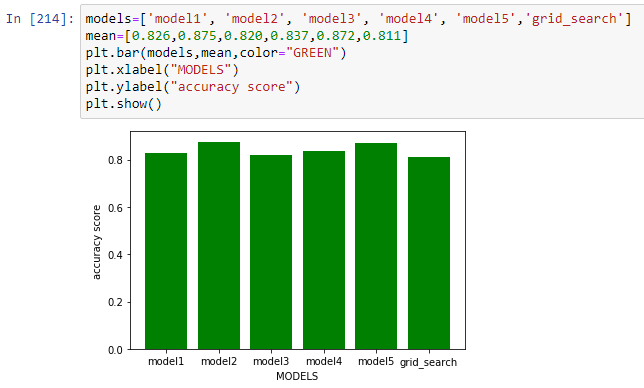 In [214]: models=['model1', 'model2', 'model3', 'model4', 'model5','grid_search']
mean=[0.826,0.875,0.820,0.837,0.872,0.811]
plt.bar(models,mean,color="GREEN")
plt.xlabel("MODELS")
plt.ylabel("accuracy score")
plt.show()
0.8
0.6
0.4
0.2
0.0
accuracy score
model1 model2 model3 model4 model5 grid_search
MODELS